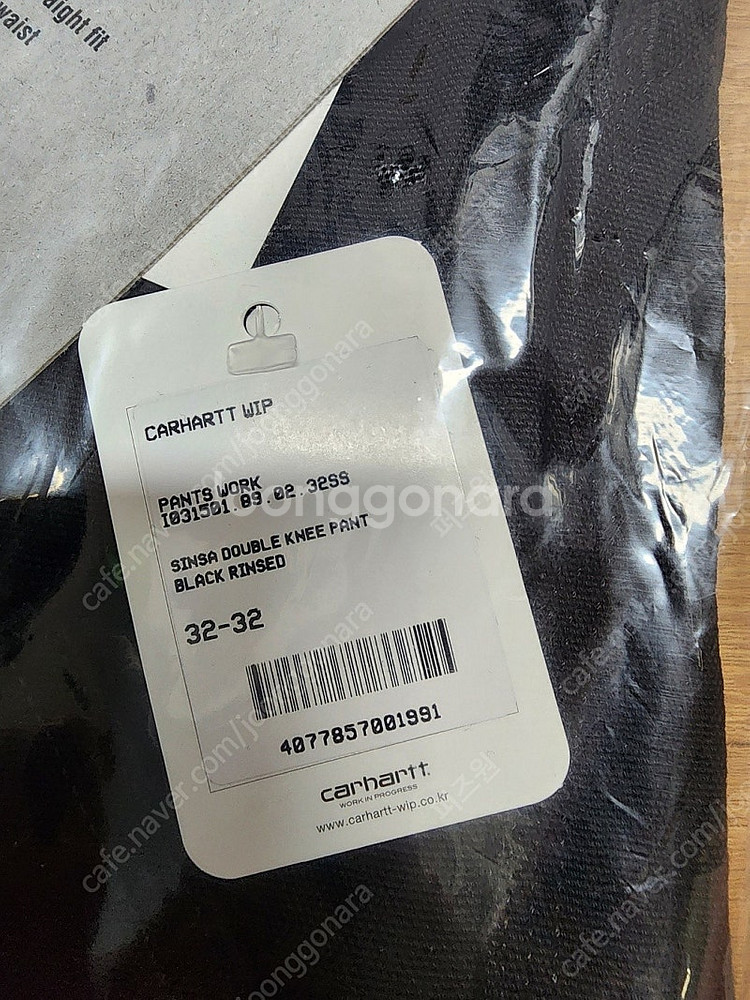 aight fit
waist
CARHARTT WIP
PANTS WORK
I031501.89.02.32SS
SINSA DOUBLE KNEE PANT
BLACK RINSED
32-32
4077857001991
carhartt.
WORK IN PROGRESS
www.carhartt-wip.co.kr
joonggonara
cafe.naver.com/joonggonara